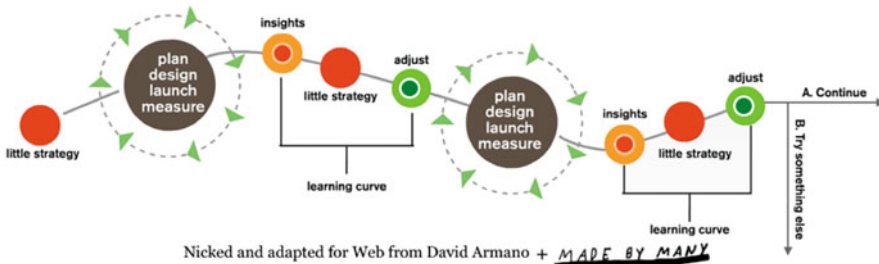 little strategy
plan
design
launch
measure
insights
little strategy
adjust
learning curve
plan
design
launch
measure
insights
little strategy
adjust
learning curve
A. Continue
B. Try something else
Nicked and adapted for Web from David Armano + MADE BY MANY